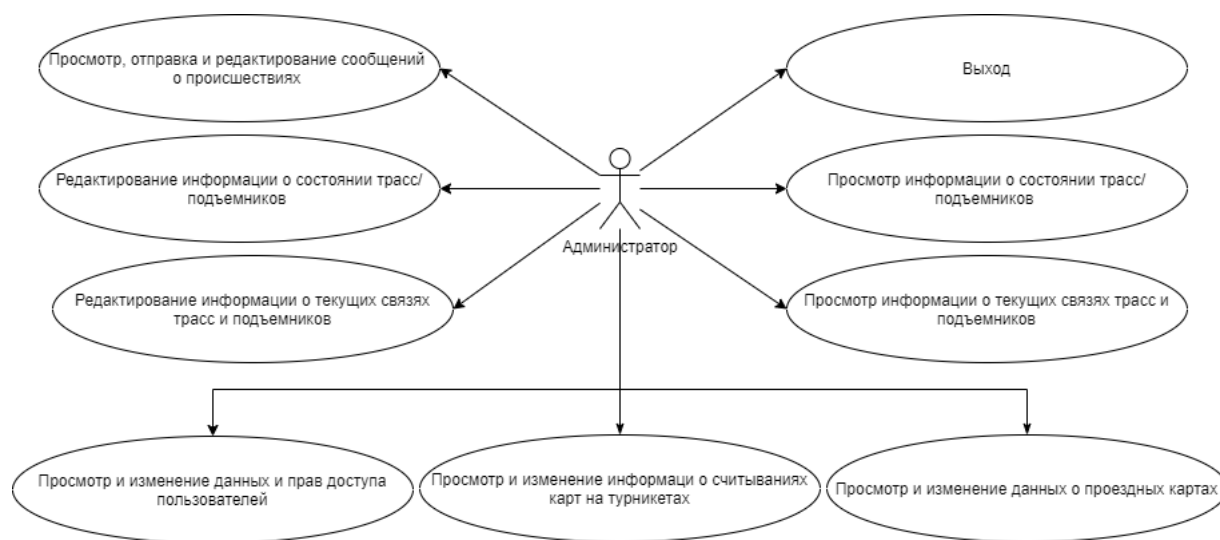 Просмотр, отправка и редактирование сообщений
о происшествиях
Выход
Редактирование информации о состоянии трасс/
подъемников
Просмотр информации о состоянии трасс/
подъемников
Администратор
Редактирование информации о текущих связях
трасс и подъемников
Просмотр информации о текущих связях трасс и
подъемников
Просмотр и изменение данных и прав доступа
пользователей
Просмотр и изменение информаци о считываниях
карт на турникетах
Просмотр и изменение данных о проездных картах